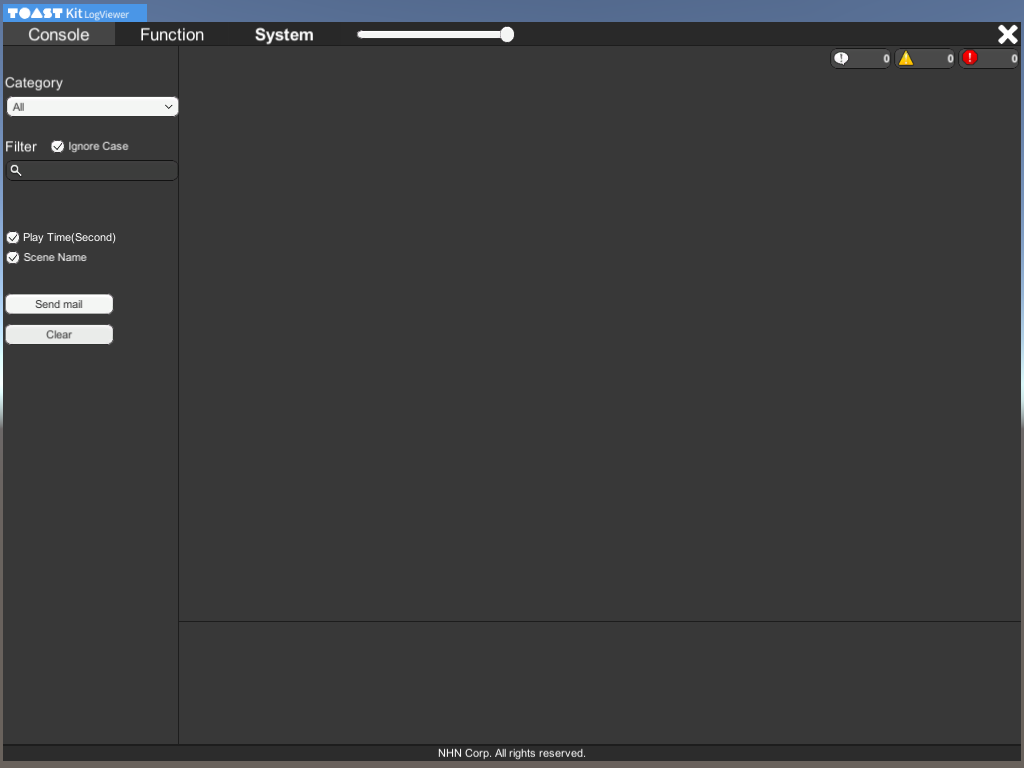 TOAST Kit LogViewer
Console Function System
0 0 0
Category
All
Filter Ignore Case
Play Time(Second)
Scene Name
Send mail
Clear
NHN Corp. All rights reserved.